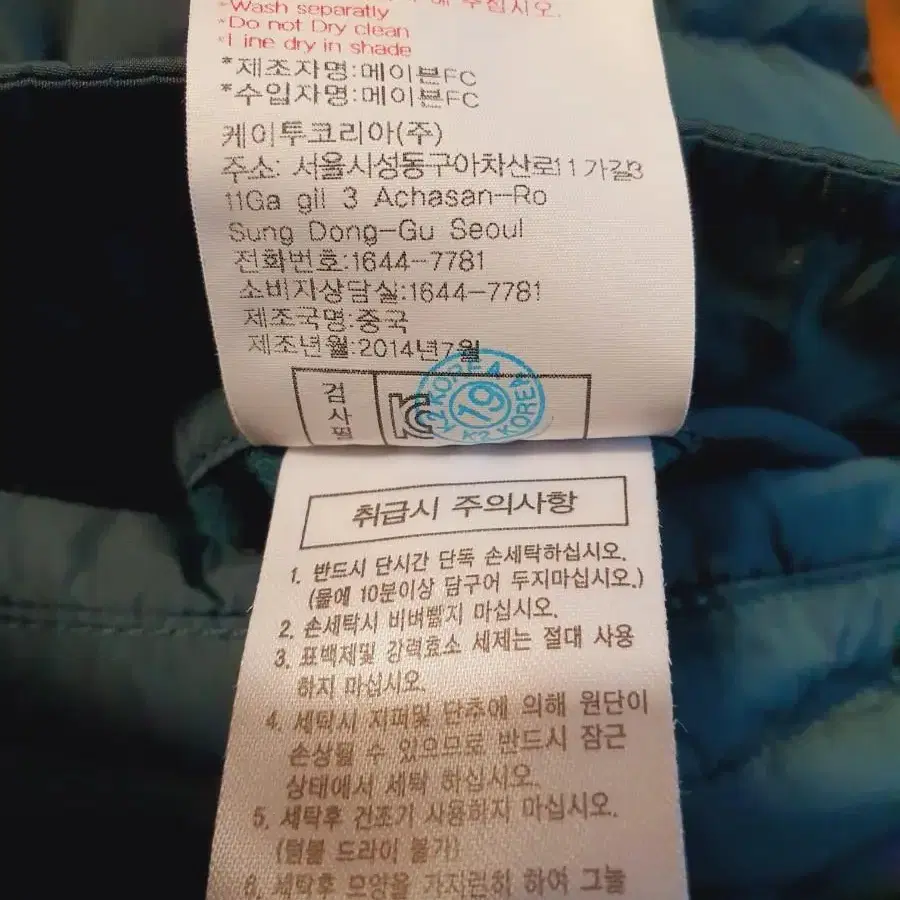 해 주십시오.
*Wash separatly
*Do not Dry clean
*Line dry in shade
*제조자명:메이븐FC
*수입자명:메이븐FC
케이투코리아(주)
주소: 서울시성동구아차산로11가길3
11Ga gil 3 Achasan-Ro
Sung Dong-Gu Seoul
전화번호:1644-7781
소비자상담실:1644-7781
제조국명:중국
제조년월:2014년7월
검사필
K2 KOREA K2 KOREA
19
취급시 주의사항
1. 반드시 단시간 단독 손세탁하십시오.
(물에 10분이상 담구어 두지마십시오.)
2. 손세탁시 비벼빨지 마십시오.
3. 표백제및 강력효소 세제는 절대 사용
하지 마십시오.
4. 세탁시 지퍼및 단추에 의해 원단이
손상될 수 있으므로 반드시 잠근
상태에서 세탁 하십시오.
5. 세탁후 건조기 사용하지 마십시오.
(텀블 드라이 불가)
6. 세탁후 모양을 가지런히 하여 그늘